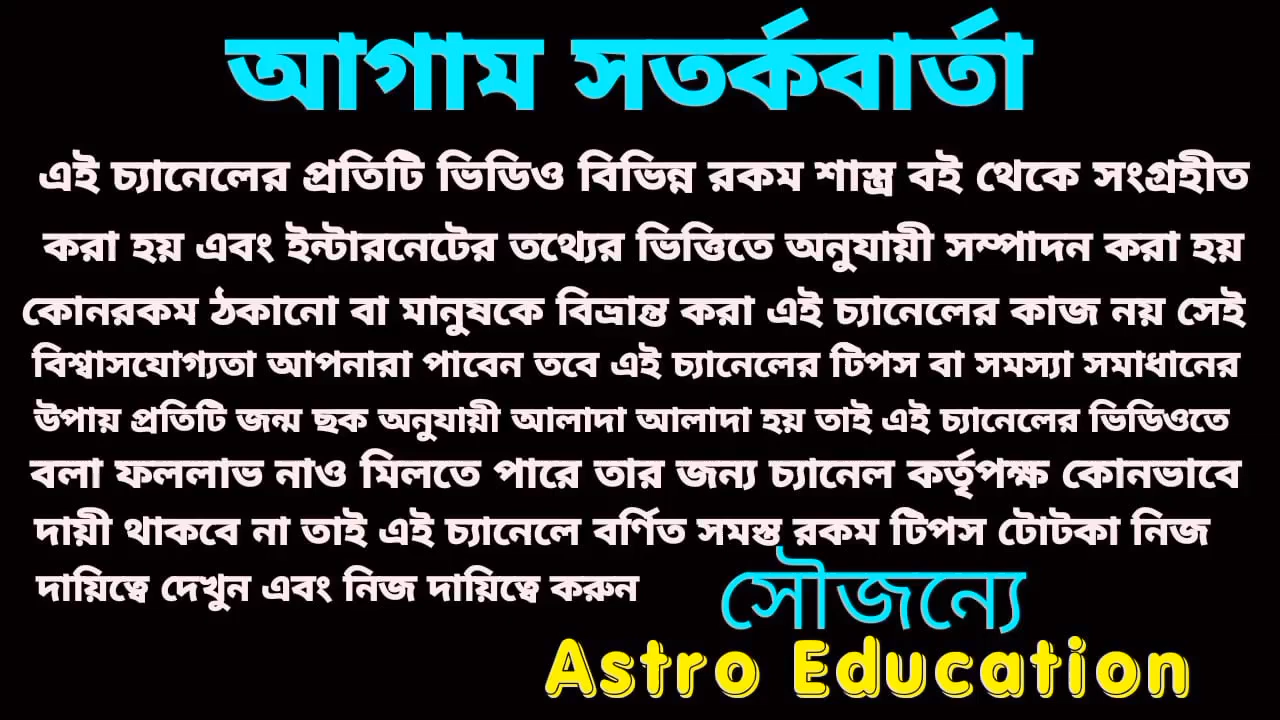 আগাম সতর্কবার্তা
এই চ্যানেলের প্রতিটি ভিডিও বিভিন্ন রকম শাস্ত্র বই থেকে সংগ্রহীত
করা হয় এবং ইন্টারনেটের তথ্যের ভিত্তিতে অনুযায়ী সম্পাদন করা হয়
কোনরকম ঠকানো বা মানুষকে বিভ্রান্ত করা এই চ্যানেলের কাজ নয় সেই
বিশ্বাসযোগ্যতা আপনারা পাবেন তবে এই চ্যানেলের টিপস বা সমস্যা সমাধানের
উপায় প্রতিটি জন্ম ছক অনুযায়ী আলাদা আলাদা হয় তাই এই চ্যানেলের ভিডিওতে
বলা ফললাভ নাও মিলতে পারে তার জন্য চ্যানেল কর্তৃপক্ষ কোনভাবে
দায়ী থাকবে না তাই এই চ্যানেলে বর্ণিত সমস্ত রকম টিপস টোটকা নিজ
দায়িত্বে দেখুন এবং নিজ দায়িত্বে করুন
সৌজন্যে
Astro Education